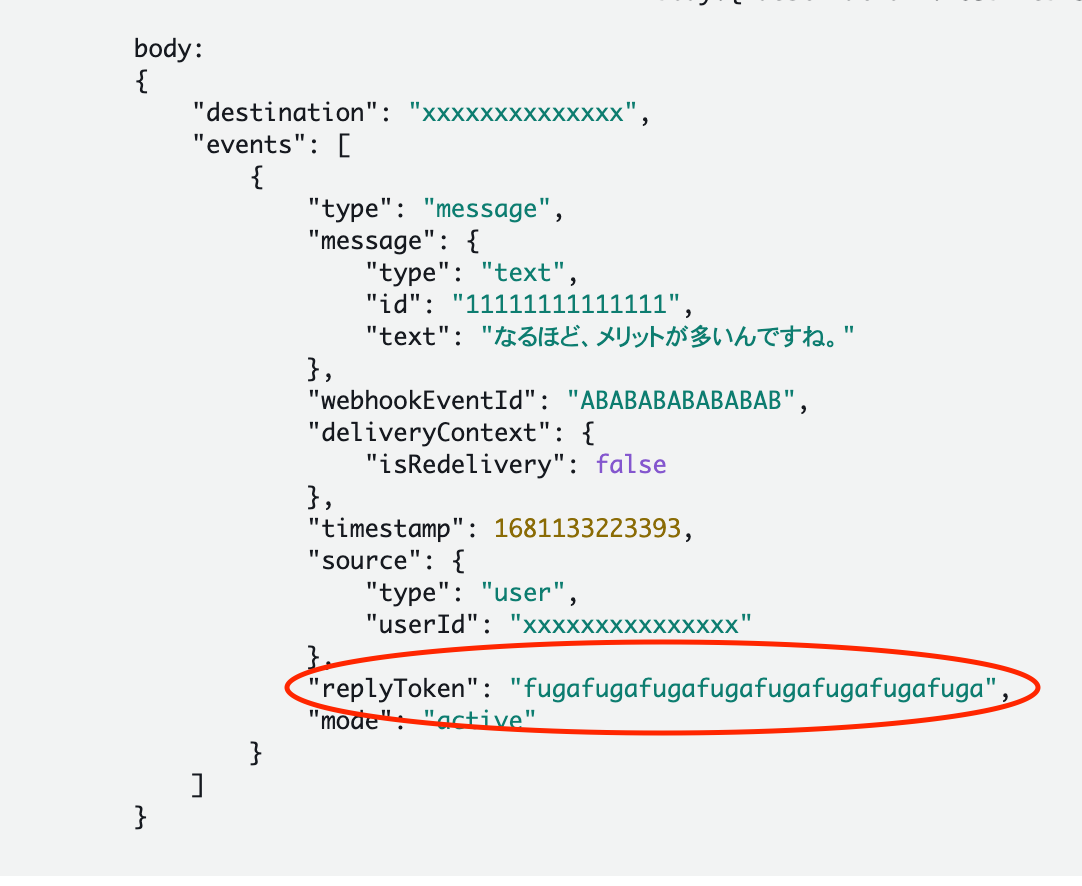 body:
{
"destination": "xxxxxxxxxxxxxx",
"events": [
{
"type": "message",
"message": {
"type": "text",
"id": "11111111111111",
"text": "なるほど、メリットが多いんですね。"
},
"webhookEventId": "ABABABABABABAB",
"deliveryContext": {
"isRedelivery": false
},
"timestamp": 1681133223393,
"source": {
"type": "user",
"userId": "xxxxxxxxxxxxxxx"
},
"replyToken": "fugafugafugafugafugafugafugafuga",
"mode": "active"
}
]
}